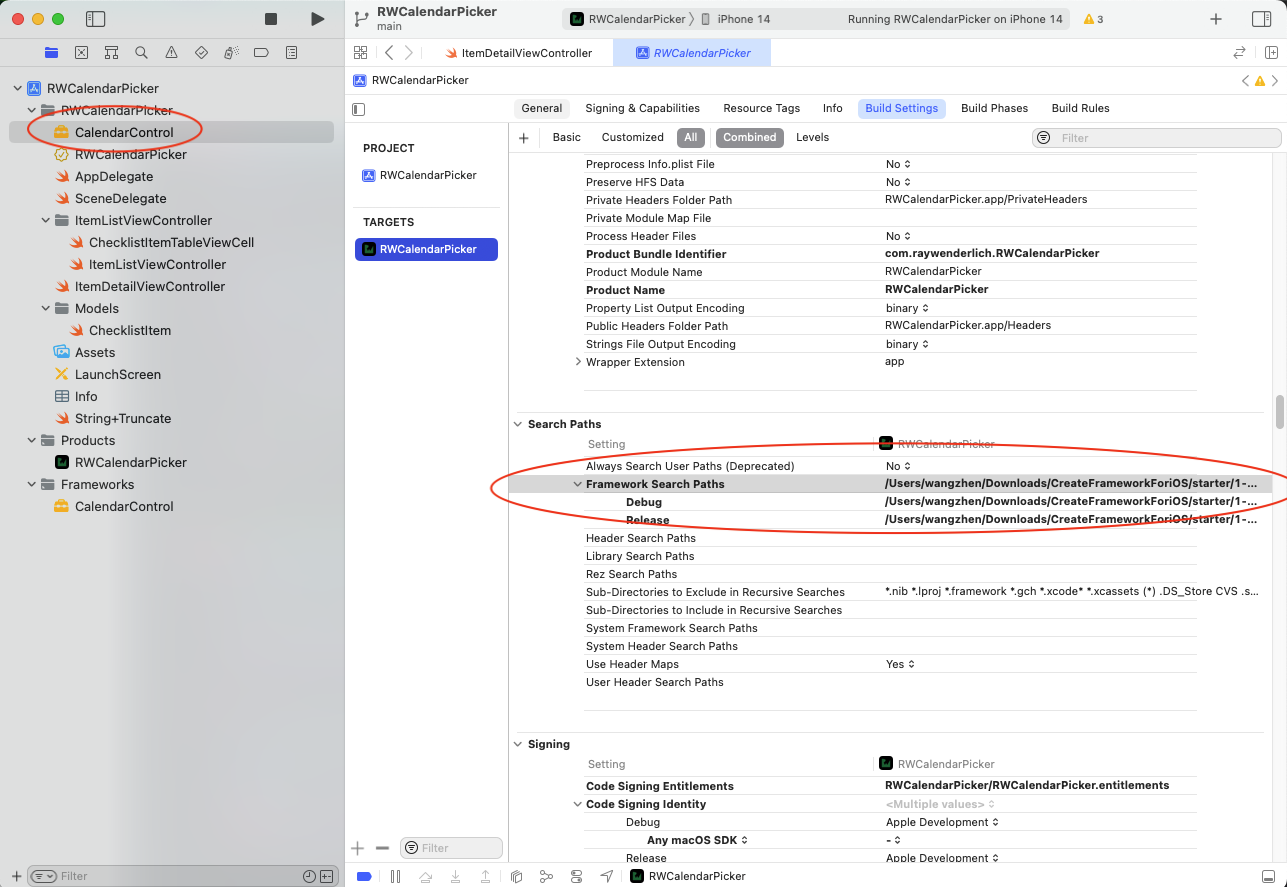 RWCalendarPicker
main
RWCalendarPicker
iPhone 14
Running RWCalendarPicker on iPhone 14
3
ItemDetailViewController
RWCalendarPicker
RWCalendarPicker
General
Signing & Capabilities
Resource Tags
Info
Build Settings
Build Phases
Build Rules
Basic
Customized
All
Combined
Levels
Filter
RWCalendarPicker
RWCalendarPicker
CalendarControl
RWCalendarPicker
AppDelegate
SceneDelegate
ItemListViewController
ChecklistItemTableViewCell
ItemListViewController
ItemDetailViewController
Models
ChecklistItem
Assets
LaunchScreen
Info
String+Truncate
Products
RWCalendarPicker
Frameworks
CalendarControl
Filter
PROJECT
RWCalendarPicker
TARGETS
RWCalendarPicker
Filter
Preprocess Info.plist File No
Preserve HFS Data No
Private Headers Folder Path RWCalendarPicker.app/PrivateHeaders
Private Module Map File
Process Header Files No
Product Bundle Identifier com.raywenderlich.RWCalendarPicker
Product Module Name RWCalendarPicker
Product Name RWCalendarPicker
Property List Output Encoding binary
Public Headers Folder Path RWCalendarPicker.app/Headers
Strings File Output Encoding binary
Wrapper Extension app
Search Paths
Setting RWCalendarPicker
Always Search User Paths (Deprecated) No
Framework Search Paths /Users/wangzhen/Downloads/CreateFrameworkForiOS/starter/1-...
Debug /Users/wangzhen/Downloads/CreateFrameworkForiOS/starter/1-...
Release /Users/wangzhen/Downloads/CreateFrameworkForiOS/starter/1-...
Header Search Paths
Library Search Paths
Rez Search Paths
Sub-Directories to Exclude in Recursive Searches *.nib *.lproj *.framework *.gch *.xcode* *.xcassets (*) .DS_Store CVS .s...
Sub-Directories to Include in Recursive Searches
System Framework Search Paths
System Header Search Paths
Use Header Maps Yes
User Header Search Paths
Signing
Setting RWCalendarPicker
Code Signing Entitlements RWCalendarPicker/RWCalendarPicker.entitlements
Code Signing Identity <Multiple values>
Debug Apple Development
Any macOS SDK -
Release Apple Development
RWCalendarPicker